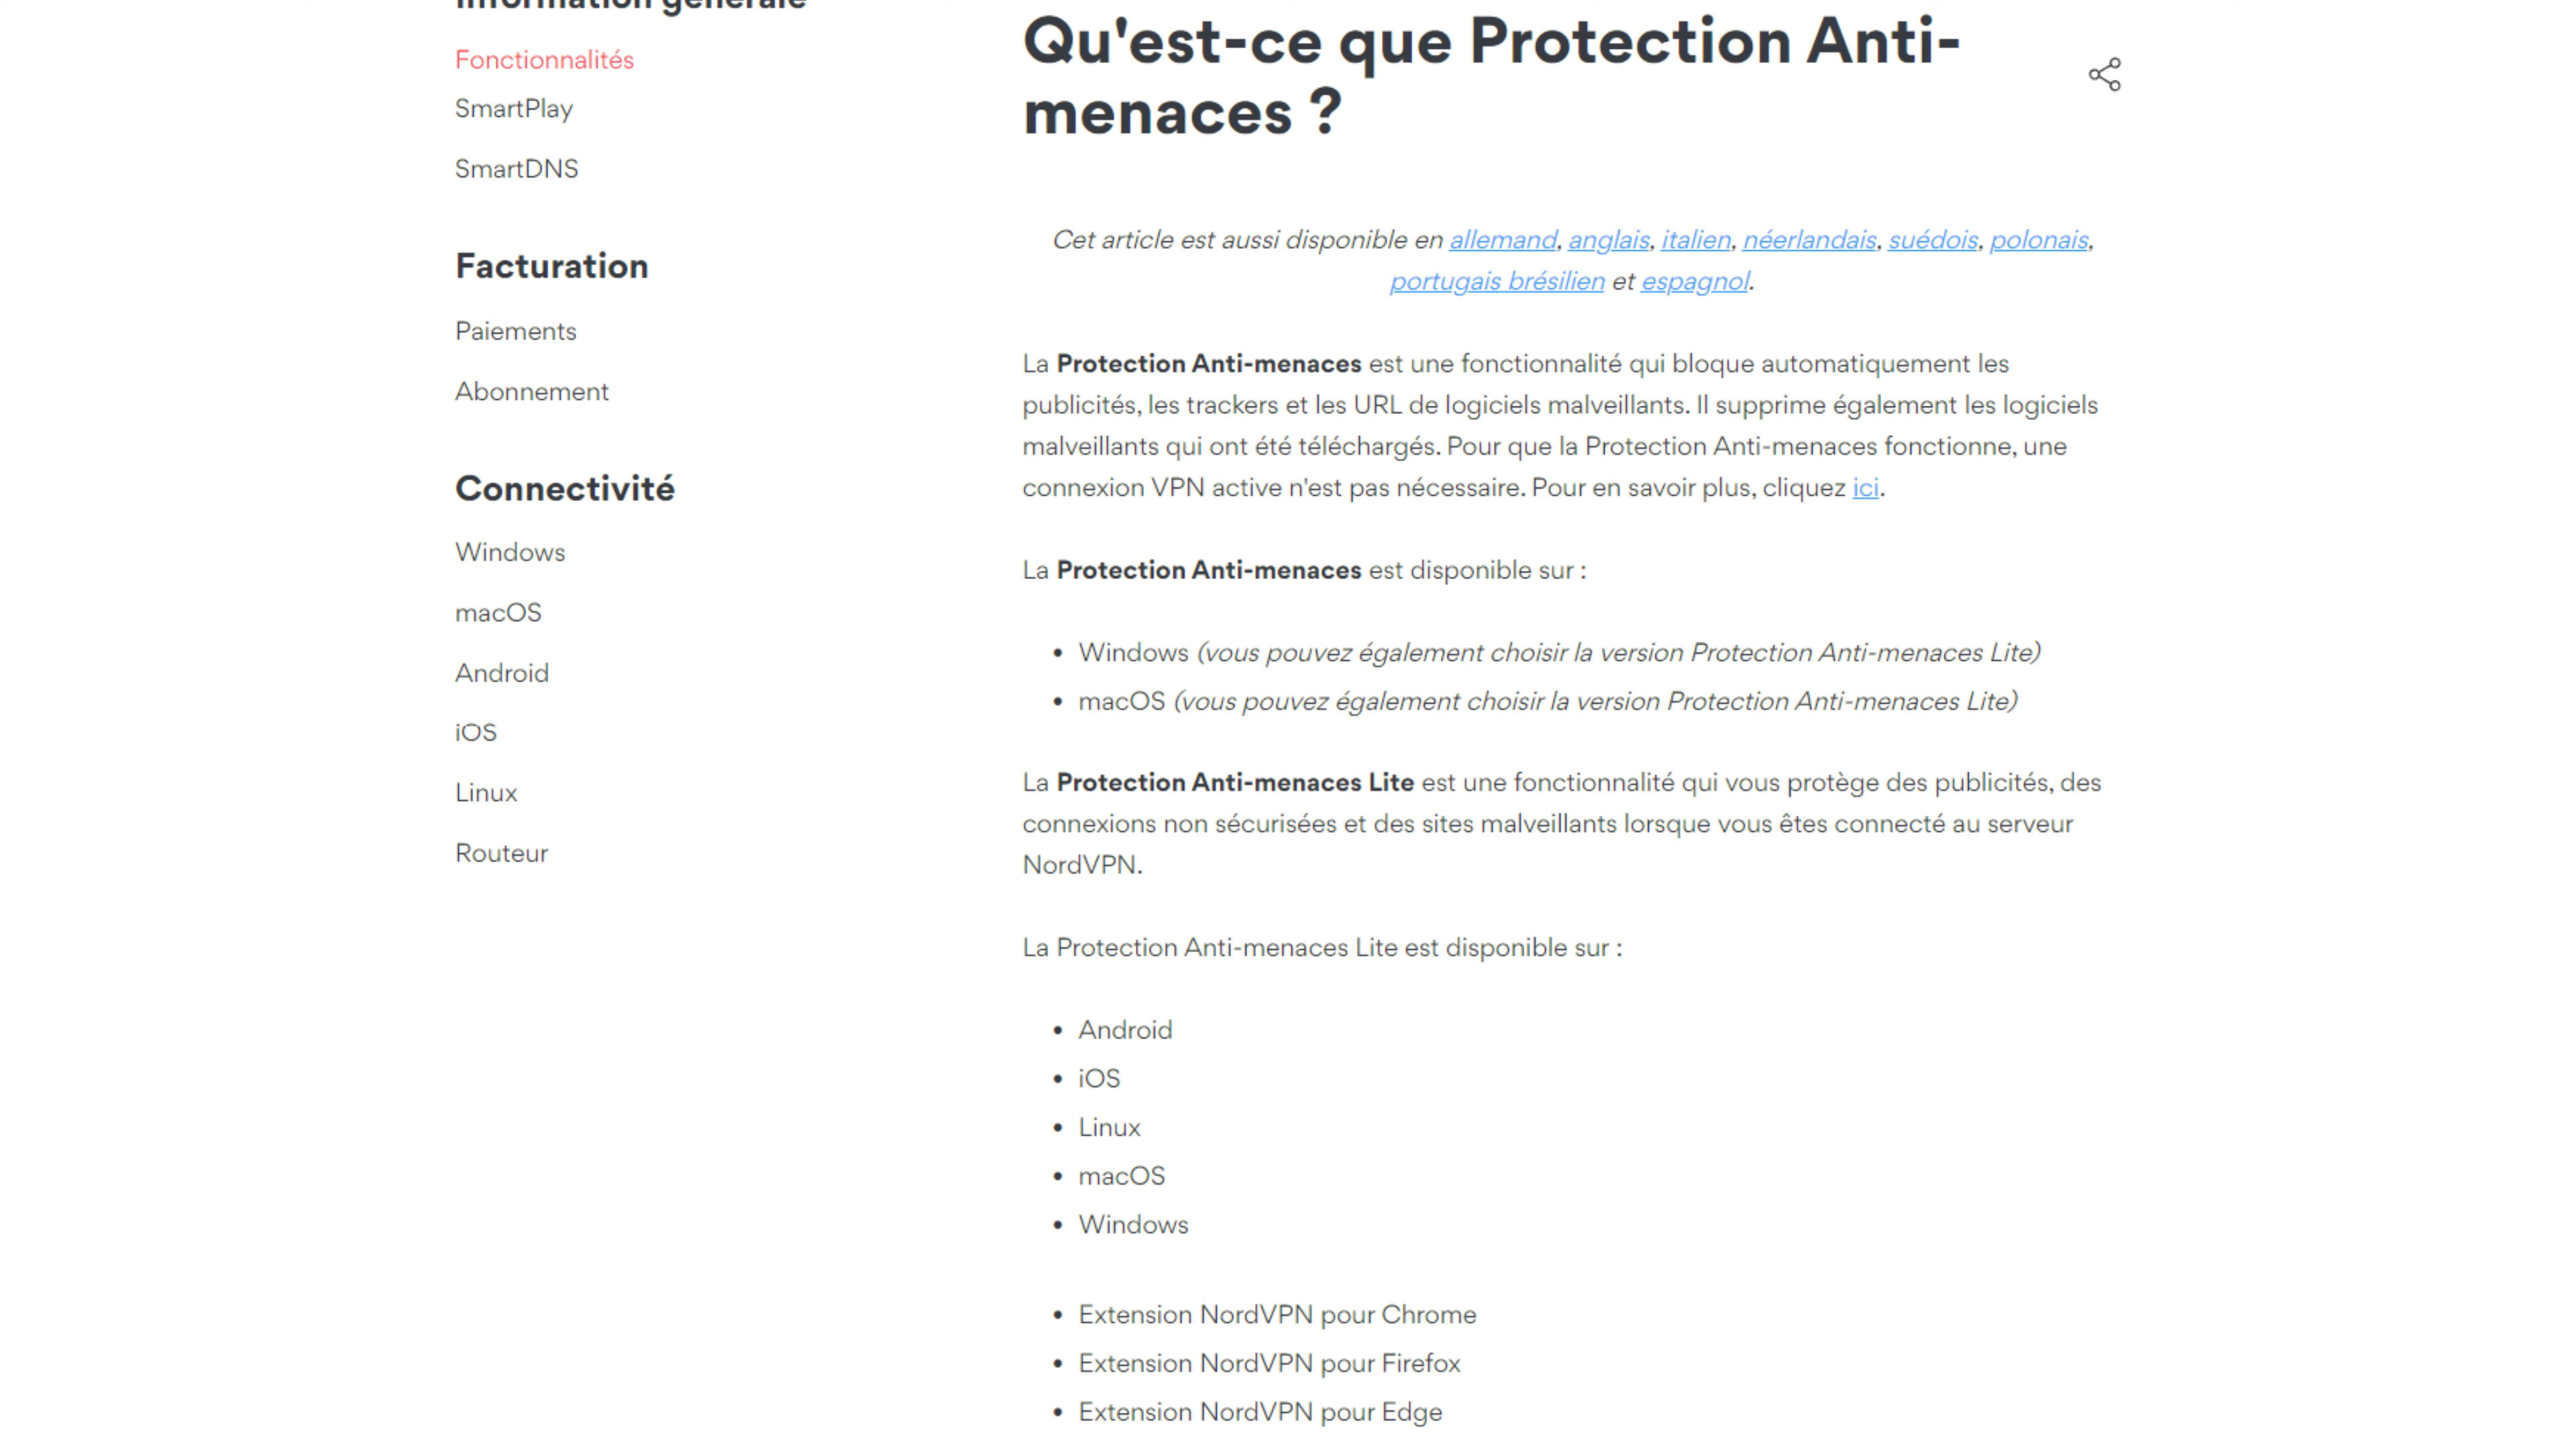 Information générale
Fonctionnalités
SmartPlay
SmartDNS
Facturation
Paiements
Abonnement
Connectivité
Windows
macOS
Android
iOS
Linux
Routeur
Qu'est-ce que Protection Anti-
menaces ?
Cet article est aussi disponible en allemand, anglais, italien, néerlandais, suédois, polonais,
portugais brésilien et espagnol.
La Protection Anti-menaces est une fonctionnalité qui bloque automatiquement les
publicités, les trackers et les URL de logiciels malveillants. Il supprime également les logiciels
malveillants qui ont été téléchargés. Pour que la Protection Anti-menaces fonctionne, une
connexion VPN active n'est pas nécessaire. Pour en savoir plus, cliquez ici.
La Protection Anti-menaces est disponible sur :
• Windows (vous pouvez également choisir la version Protection Anti-menaces Lite)
• macOS (vous pouvez également choisir la version Protection Anti-menaces Lite)
La Protection Anti-menaces Lite est une fonctionnalité qui vous protège des publicités, des
connexions non sécurisées et des sites malveillants lorsque vous êtes connecté au serveur
NordVPN.
La Protection Anti-menaces Lite est disponible sur :
• Android
• iOS
• Linux
• macOS
• Windows
• Extension NordVPN pour Chrome
• Extension NordVPN pour Firefox
• Extension NordVPN pour Edge